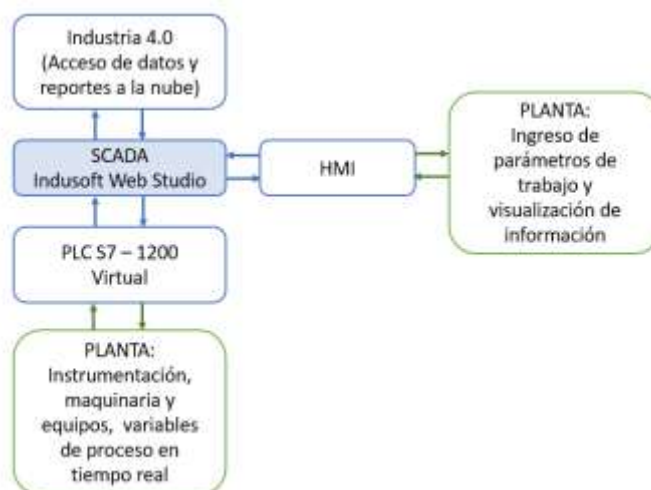 Industria 4.0
(Acceso de datos y
reportes a la nube)
SCADA
Indusoft Web Studio
HMI
PLANTA:
Ingreso de
parámetros de
trabajo y
visualización de
información
PLC S7 – 1200
Virtual
PLANTA:
Instrumentación,
maquinaria y
equipos, variables
de proceso en
tiempo real